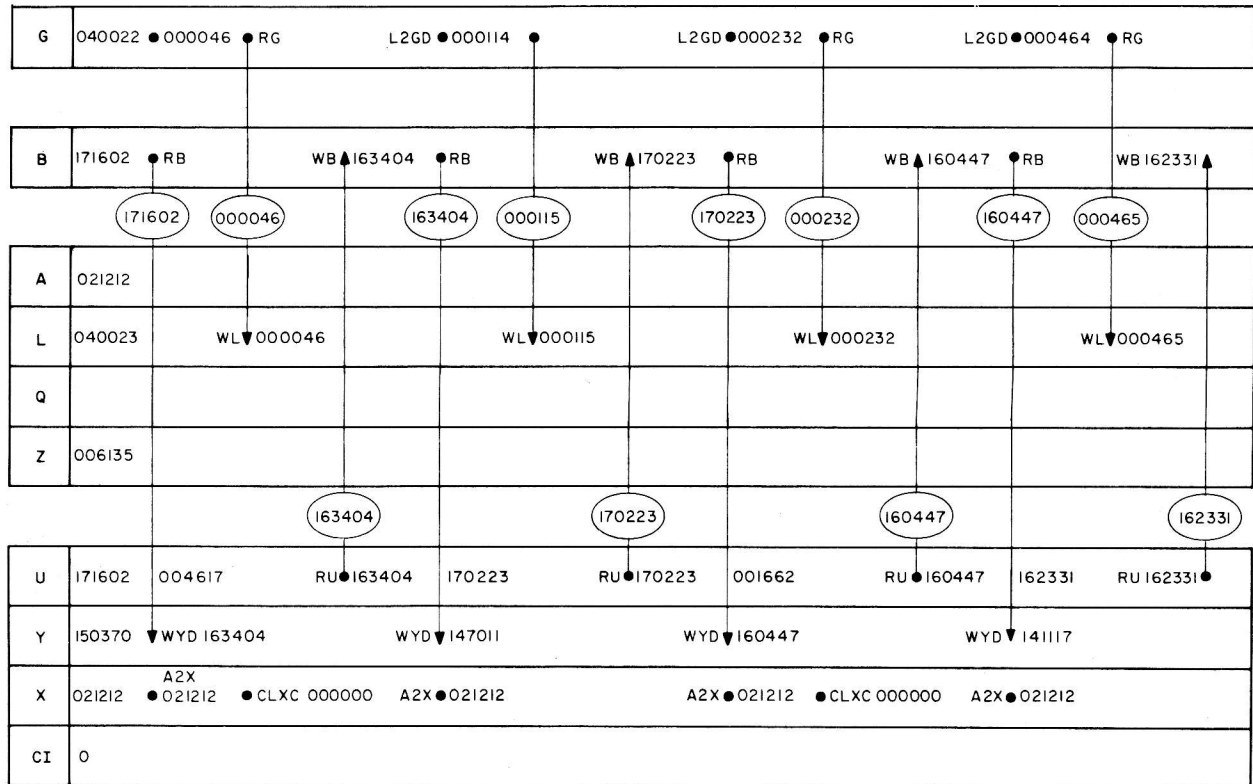 G 040022 000046 RG L2GD 000114 L2GD 000232 RG L2GD 000464 RG
B 171602 RB WB 163404 RB WB 170223 RB WB 160447 RB WB 162331
171602 000046 163404 000115 170223 000232 160447 000465
A 021212
L 040023 WL 000046 WL 000115 WL 000232 WL 000465
Q
Z 006135
163404 170223 160447 162331
U 171602 004617 RU 163404 170223 RU 170223 001662 RU 160447 162331 RU 162331
Y 150370 WYD 163404 WYD 147011 WYD 160447 WYD 141117
A2X
X 021212 021212 CLXC 000000 A2X 021212 A2X 021212 CLXC 000000 A2X 021212
CI 0